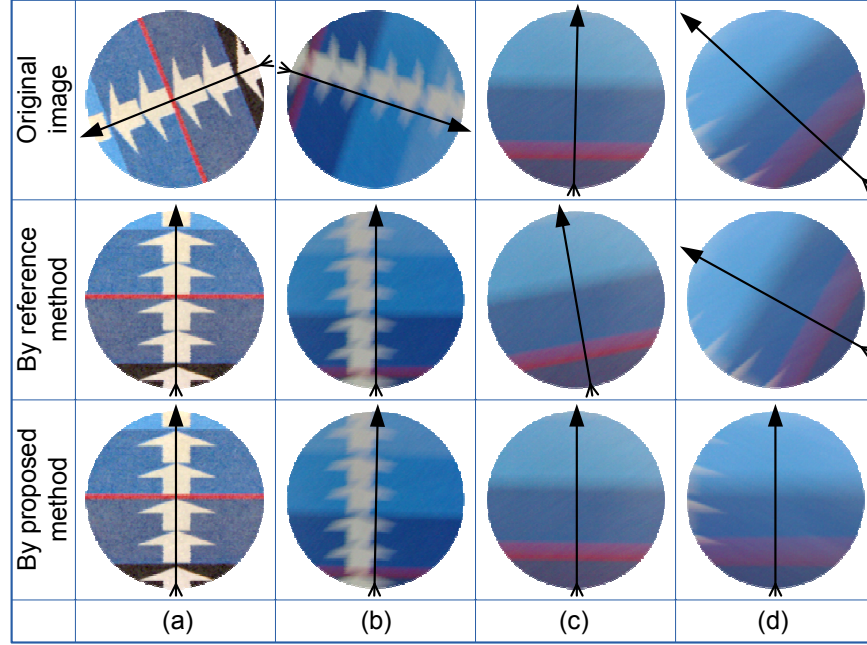 Original
image
By reference
method
By proposed
method
(a) (b) (c) (d)